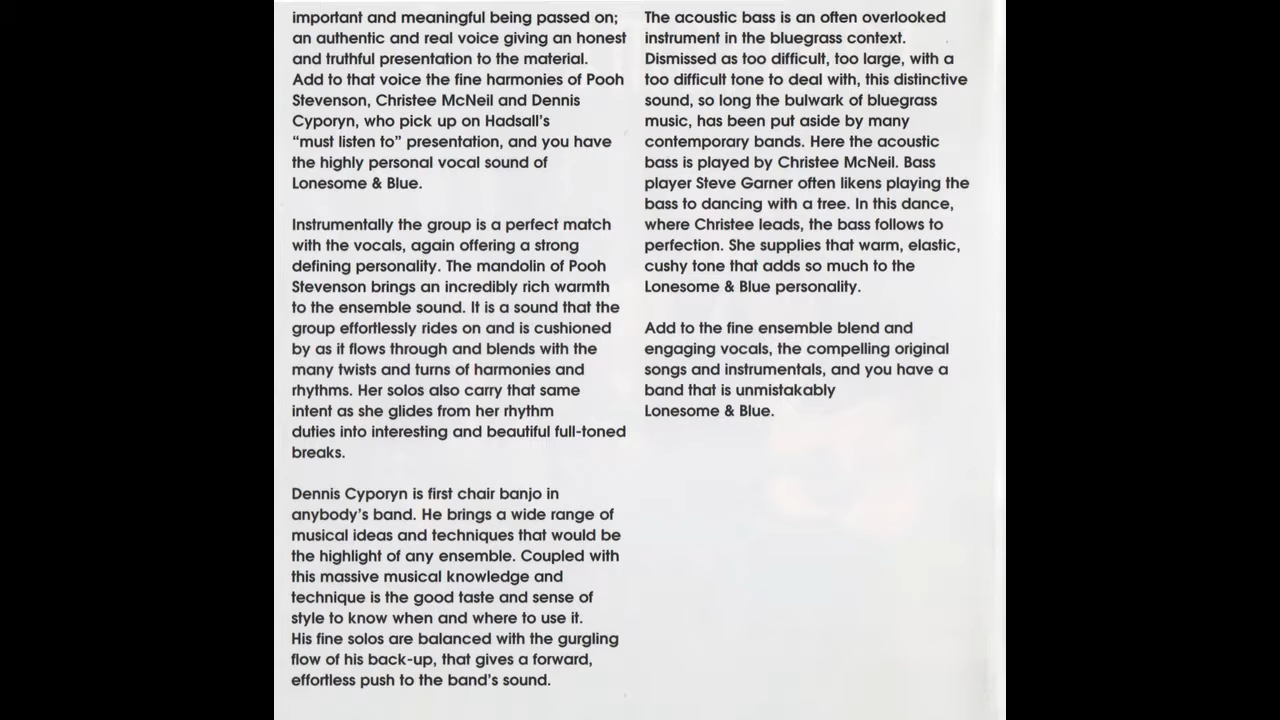 important and meaningful being passed on;
an authentic and real voice giving an honest
and truthful presentation to the material.
Add to that voice the fine harmonies of Pooh
Stevenson, Christee McNeil and Dennis
Cyporyn, who pick up on Hadsall's
“must listen to” presentation, and you have
the highly personal vocal sound of
Lonesome & Blue.

Instrumentally the group is a perfect match
with the vocals, again offering a strong
defining personality. The mandolin of Pooh
Stevenson brings an incredibly rich warmth
to the ensemble sound. It is a sound that the
group effortlessly rides on and is cushioned
by as it flows through and blends with the
many twists and turns of harmonies and
rhythms. Her solos also carry that same
intent as she glides from her rhythm
duties into interesting and beautiful full-toned
breaks.

Dennis Cyporyn is first chair banjo in
anybody's band. He brings a wide range of
musical ideas and techniques that would be
the highlight of any ensemble. Coupled with
this massive musical knowledge and
technique is the good taste and sense of
style to know when and where to use it.
His fine solos are balanced with the gurgling
flow of his back-up, that gives a forward,
effortless push to the band's sound.

The acoustic bass is an often overlooked
instrument in the bluegrass context.
Dismissed as too difficult, too large, with a
too difficult tone to deal with, this distinctive
sound, so long the bulwark of bluegrass
music, has been put aside by many
contemporary bands. Here the acoustic
bass is played by Christee McNeil. Bass
player Steve Garner often likens playing the
bass to dancing with a tree. In this dance,
where Christee leads, the bass follows to
perfection. She supplies that warm, elastic,
cushy tone that adds so much to the
Lonesome & Blue personality.

Add to the fine ensemble blend and
engaging vocals, the compelling original
songs and instrumentals, and you have a
band that is unmistakably
Lonesome & Blue.